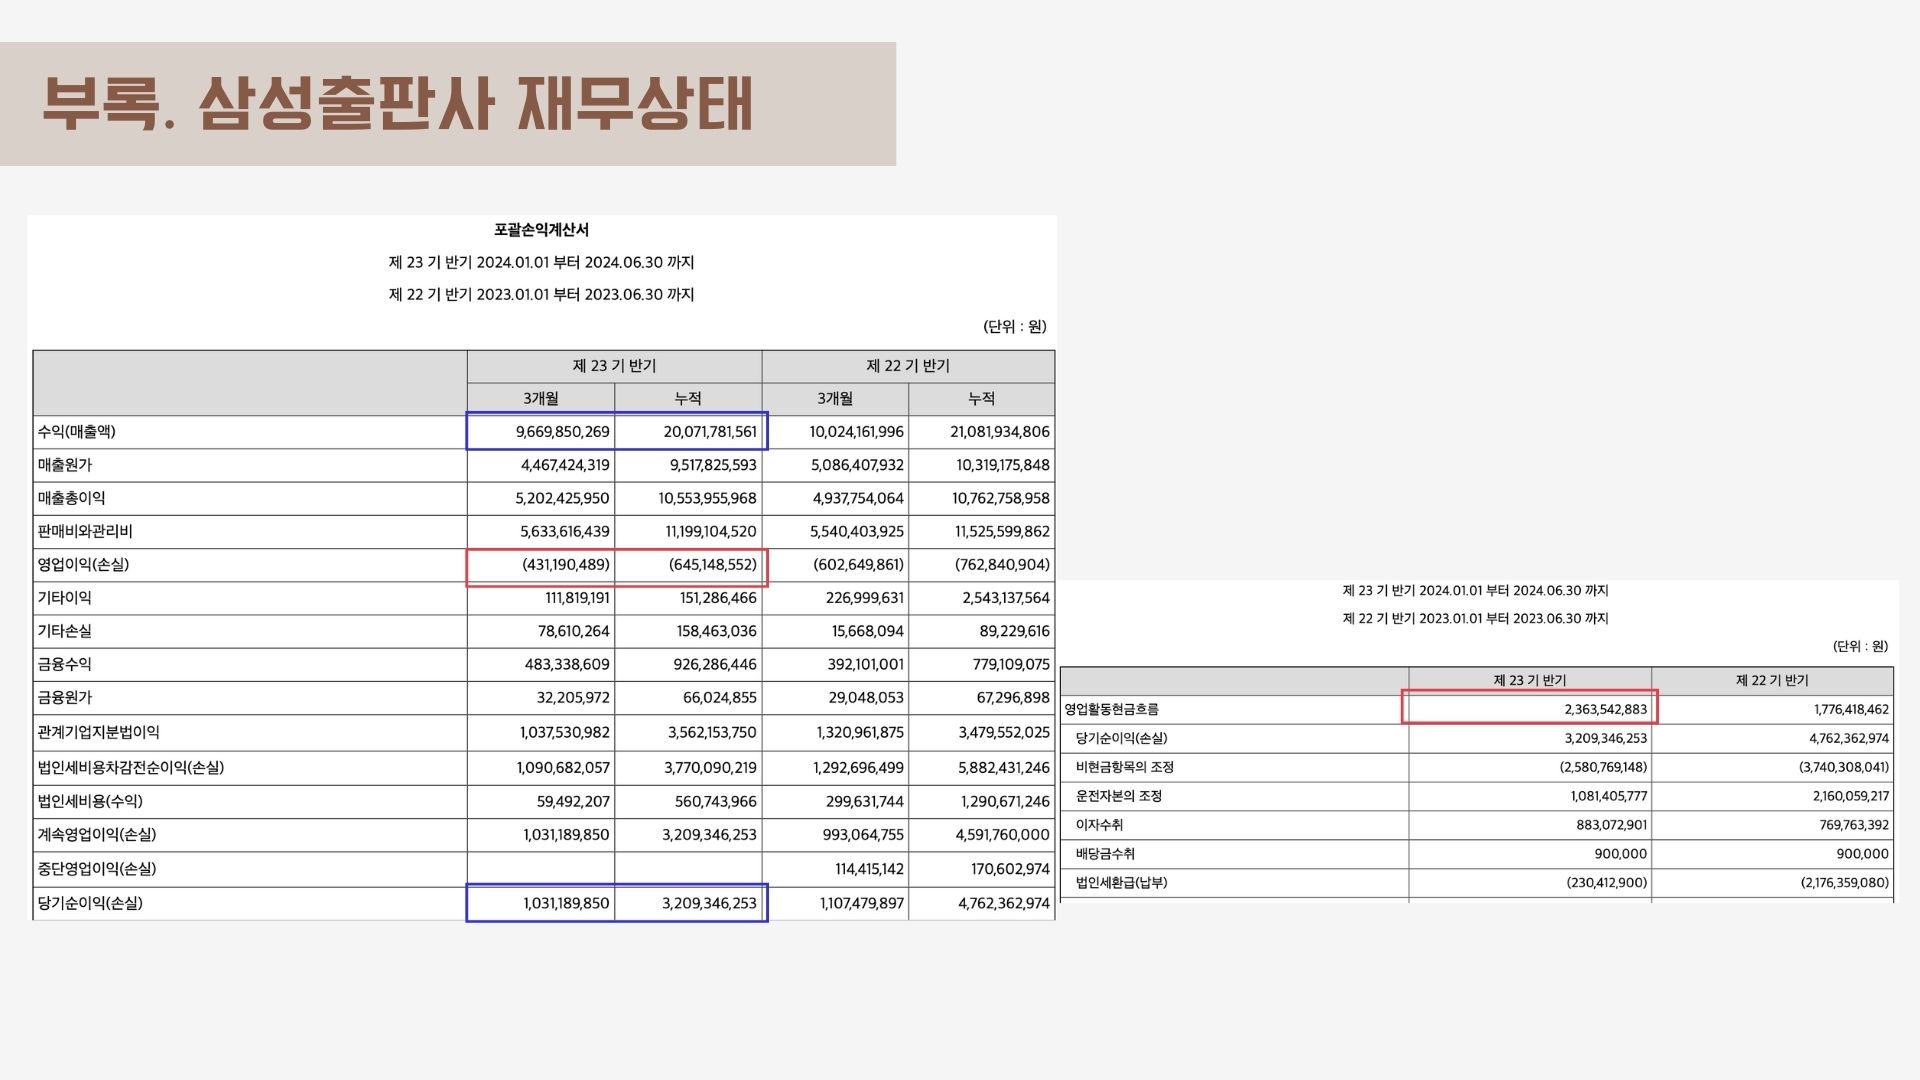 부록. 삼성출판사 재무상태
포괄손익계산서
제 23 기 반기 2024.01.01 부터 2024.06.30 까지
제 22 기 반기 2023.01.01 부터 2023.06.30 까지
(단위 : 원)
제 23 기 반기 제 22 기 반기
3개월 누적 3개월 누적
수익(매출액) 9,669,850,269 20,071,781,561 10,024,161,996 21,081,934,806
매출원가 4,467,424,319 9,517,825,593 5,086,407,932 10,319,175,848
매출총이익 5,202,425,950 10,553,955,968 4,937,754,064 10,762,758,958
판매비와관리비 5,633,616,439 11,199,104,520 5,540,403,925 11,525,599,862
영업이익(손실) (431,190,489) (645,148,552) (602,649,861) (762,840,904)
기타이익 111,819,191 151,286,466 226,999,631 2,543,137,564
기타손실 78,610,264 158,463,036 15,668,094 89,229,616
금융수익 483,338,609 926,286,446 392,101,001 779,109,075
금융원가 32,205,972 66,024,855 29,048,053 67,296,898
관계기업지분법이익 1,037,530,982 3,562,153,750 1,320,961,875 3,479,552,025
법인세비용차감전순이익(손실) 1,090,682,057 3,770,090,219 1,292,696,499 5,882,431,246
법인세비용(수익) 59,492,207 560,743,966 299,631,744 1,290,671,246
계속영업이익(손실) 1,031,189,850 3,209,346,253 993,064,755 4,591,760,000
중단영업이익(손실) 114,415,142 170,602,974
당기순이익(손실) 1,031,189,850 3,209,346,253 1,107,479,897 4,762,362,974
제 23 기 반기 2024.01.01 부터 2024.06.30 까지
제 22 기 반기 2023.01.01 부터 2023.06.30 까지
(단위 : 원)
제 23 기 반기 제 22 기 반기
영업활동현금흐름 2,363,542,883 1,776,418,462
당기순이익(손실) 3,209,346,253 4,762,362,974
비현금항목의 조정 (2,580,769,148) (3,740,308,041)
운전자본의 조정 1,081,405,777 2,160,059,217
이자수취 883,072,901 769,763,392
배당금수취 900,000 900,000
법인세환급(납부) (230,412,900) (2,176,359,080)